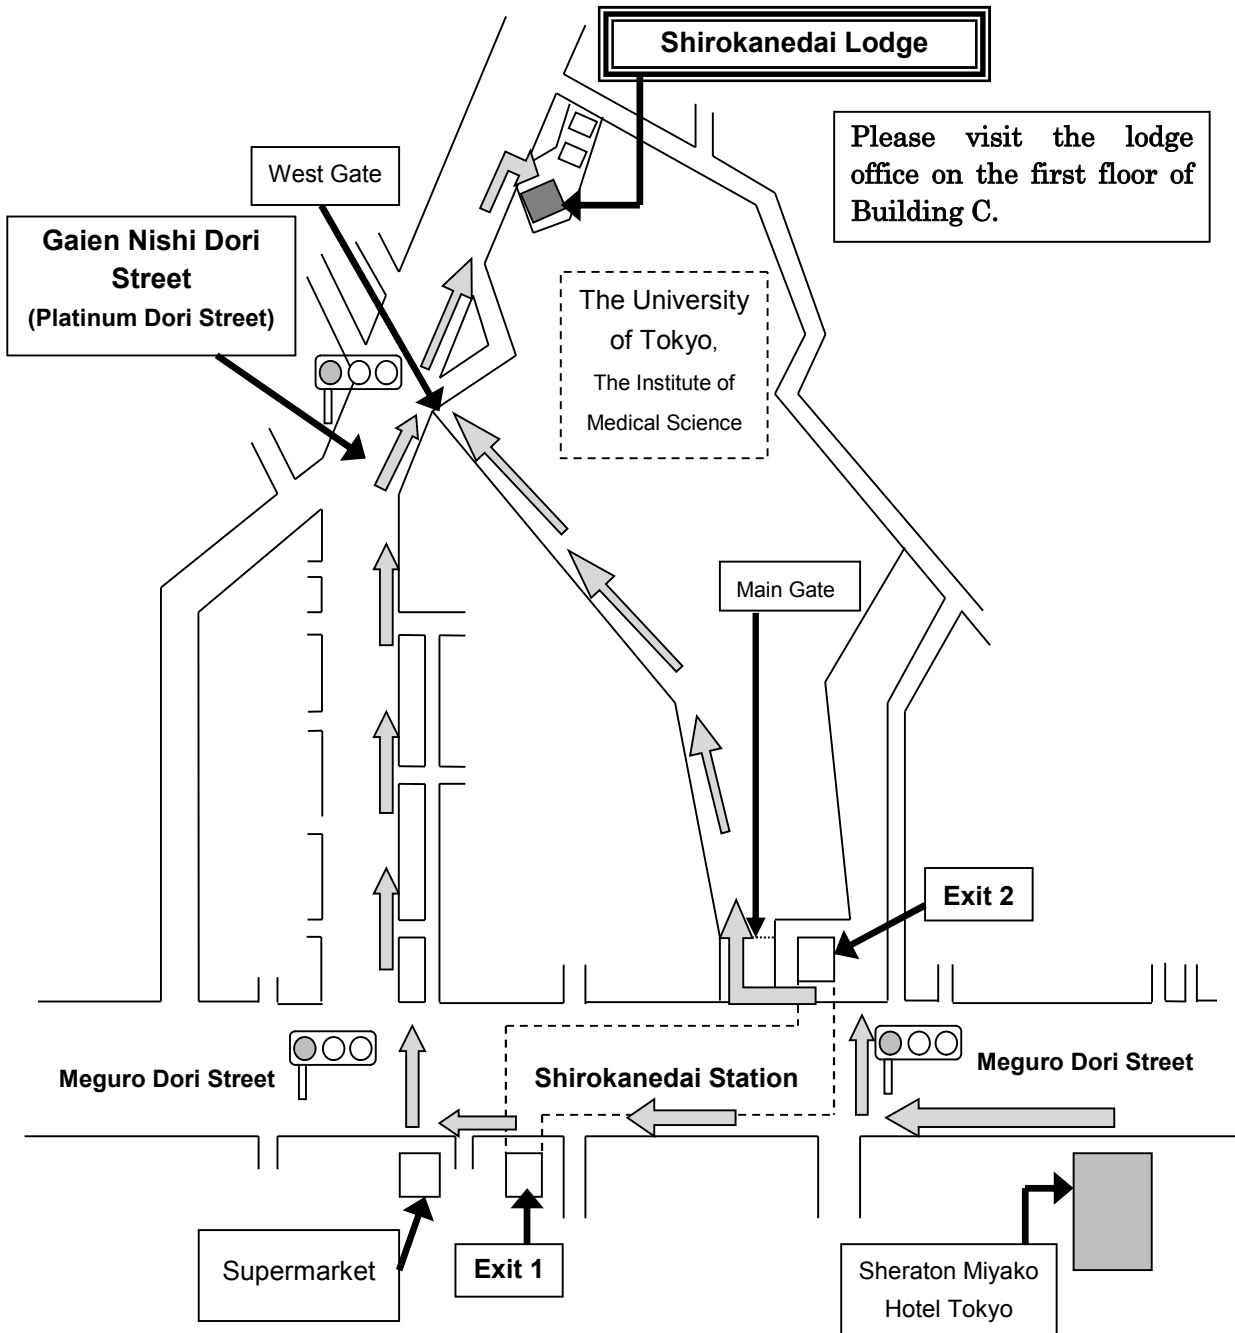 Shirokanedai Lodge
Please visit the lodge
office on the first floor of
Building C.
West Gate
Gaien Nishi Dori
Street
(Platinum Dori Street)
The University
of Tokyo,
The Institute of
Medical Science
Main Gate
Exit 2
Meguro Dori Street
Shirokanedai Station
Meguro Dori Street
Supermarket
Exit 1
Sheraton Miyako
Hotel Tokyo